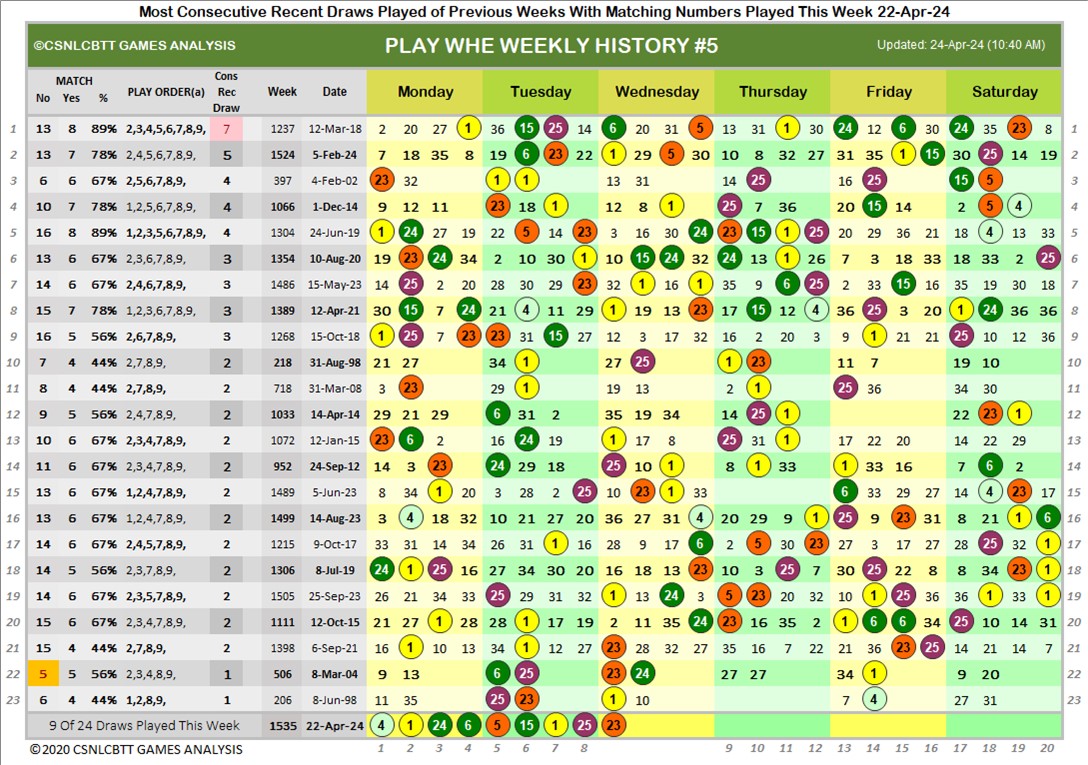 Most Consecutive Recent Draws Played of Previous Weeks With Matching Numbers Played This Week 22-Apr-24
©CSNLCBTT GAMES ANALYSIS PLAY WHE WEEKLY HISTORY #5 Updated: 24-Apr-24 (10:40 AM)
MATCH Cons
No Yes % PLAY ORDER(a) Rec Week Date Monday Tuesday Wednesday Thursday Friday Saturday
Draw
1 13 8 89% 2,3,4,5,6,7,8,9, 7 1237 12-Mar-18 2 20 27 1 36 15 25 14 6 20 31 5 13 31 1 30 24 12 6 30 24 35 23 8 1
2 13 7 78% 2,4,5,6,7,8,9, 5 1524 5-Feb-24 7 18 35 8 19 6 23 22 1 29 5 30 10 8 32 27 31 35 1 15 30 25 14 19 2
3 6 6 67% 2,5,6,7,8,9, 4 397 4-Feb-02 23 32 1 1 13 31 14 25 16 25 15 5 3
4 10 7 78% 1,2,5,6,7,8,9, 4 1066 1-Dec-14 9 12 11 23 18 1 12 8 1 25 7 36 20 15 14 2 5 4 4
5 16 8 89% 1,2,3,5,6,7,8,9, 4 1304 24-Jun-19 1 24 27 19 22 5 14 23 3 16 30 24 23 15 1 25 20 29 36 21 18 4 13 33 5
6 13 6 67% 2,3,6,7,8,9, 3 1354 10-Aug-20 19 23 24 34 2 10 30 1 10 15 24 32 24 13 1 6 7 3 18 33 18 33 2 25 6
7 14 6 67% 2,4,6,7,8,9, 3 1486 15-May-23 14 25 2 20 28 30 29 23 32 1 16 1 35 9 6 25 2 33 15 16 35 19 30 18 7
8 15 7 78% 1,2,3,6,7,8,9, 3 1389 12-Apr-21 30 15 7 24 21 4 11 29 1 19 13 23 17 15 12 4 36 25 3 20 1 24 36 36 8
9 16 5 56% 2,6,7,8,9, 3 1268 15-Oct-18 1 25 7 23 23 31 15 27 12 3 17 32 16 2 20 3 9 1 21 21 25 10 12 36 9
10 7 4 44% 2,7,8,9, 2 218 31-Aug-98 21 27 34 1 27 25 1 23 11 7 19 10 10
11 8 4 44% 2,7,8,9, 2 718 31-Mar-08 3 23 29 1 19 13 2 1 25 36 34 30 11
12 9 5 56% 2,4,7,8,9, 2 1033 14-Apr-14 29 21 29 6 31 2 35 19 34 14 25 1 22 23 1 12
13 10 6 67% 2,3,4,7,8,9, 2 1072 12-Jan-15 23 6 2 16 24 19 1 17 8 25 31 1 17 22 20 14 22 29 13
14 11 6 67% 2,3,4,7,8,9, 2 952 24-Sep-12 14 3 23 24 29 18 25 10 1 8 1 33 1 33 16 7 6 2 14
15 13 6 67% 1,2,4,7,8,9, 2 1489 5-Jun-23 8 34 1 20 3 28 2 25 10 23 1 33 6 33 29 27 14 4 23 17 15
16 13 6 67% 1,2,4,7,8,9, 2 1499 14-Aug-23 3 4 18 32 10 21 27 20 36 27 31 4 20 29 9 1 25 9 23 31 8 21 1 6 16
17 14 6 67% 2,4,5,7,8,9, 2 1215 9-Oct-17 33 31 14 34 26 31 1 16 28 9 17 6 2 5 30 23 27 3 17 27 28 25 32 1 17
18 14 5 56% 2,3,7,8,9, 2 1306 8-Jul-19 24 1 25 16 27 34 30 20 16 18 13 23 10 3 25 7 30 25 22 8 8 34 23 1 18
19 14 6 67% 2,3,5,7,8,9, 2 1505 25-Sep-23 26 21 34 33 25 29 31 32 1 13 24 3 5 23 20 32 10 1 25 36 36 1 33 1 19
20 15 6 67% 2,3,4,7,8,9, 2 1111 12-Oct-15 21 27 1 28 28 1 17 19 2 11 35 24 23 16 35 2 1 6 6 34 25 10 14 31 20
21 15 4 44% 2,7,8,9, 2 1398 6-Sep-21 16 1 10 13 34 1 12 27 23 28 32 27 35 16 7 22 21 36 23 25 14 21 14 7 21
22 5 5 56% 2,3,4,8,9, 1 506 8-Mar-04 9 13 6 25 23 24 27 27 34 1 9 20 22
23 6 4 44% 1,2,8,9, 1 206 8-Jun-98 11 35 25 23 1 10 7 4 27 31 23
9 Of 24 Draws Played This Week 1535 22-Apr-24 4 1 24 6 5 15 1 25 23
© 2020 CSNLCBTT GAMES ANALYSIS 1 2 3 4 5 6 7 8 9 10 11 12 13 14 15 16 17 18 19 20